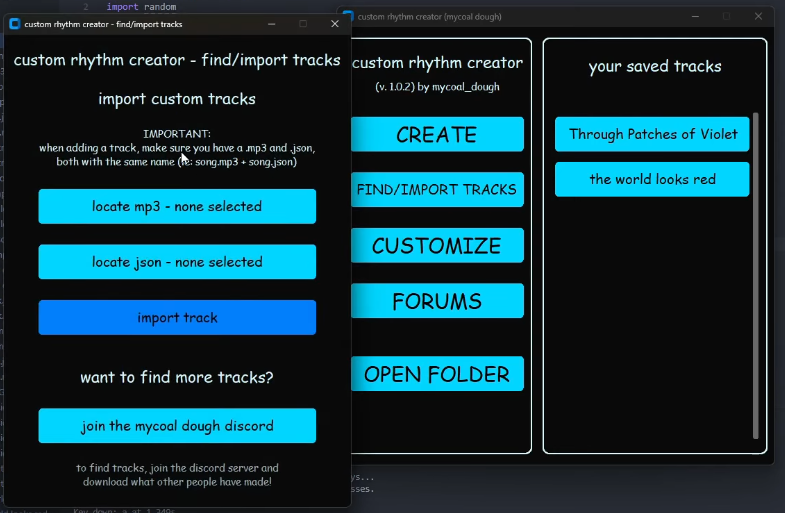 2 import random
custom rhythm creator - find/import tracks
custom rhythm creator - find/import tracks
import custom tracks
IMPORTANT:
when adding a track, make sure you have a .mp3 and .json,
both with the same name (i.e: song.mp3 + song.json)
locate mp3 - none selected
locate json - none selected
import track
want to find more tracks?
join the mycoal dough discord
to find tracks, join the discord server and
download what other people have made!
custom rhythm creator (mycoal dough)
custom rhythm creator
(v. 1.0.2) by mycoal_dough
CREATE
FIND/IMPORT TRACKS
CUSTOMIZE
FORUMS
OPEN FOLDER
your saved tracks
Through Patches of Violet
the world looks red
ys...
sses.